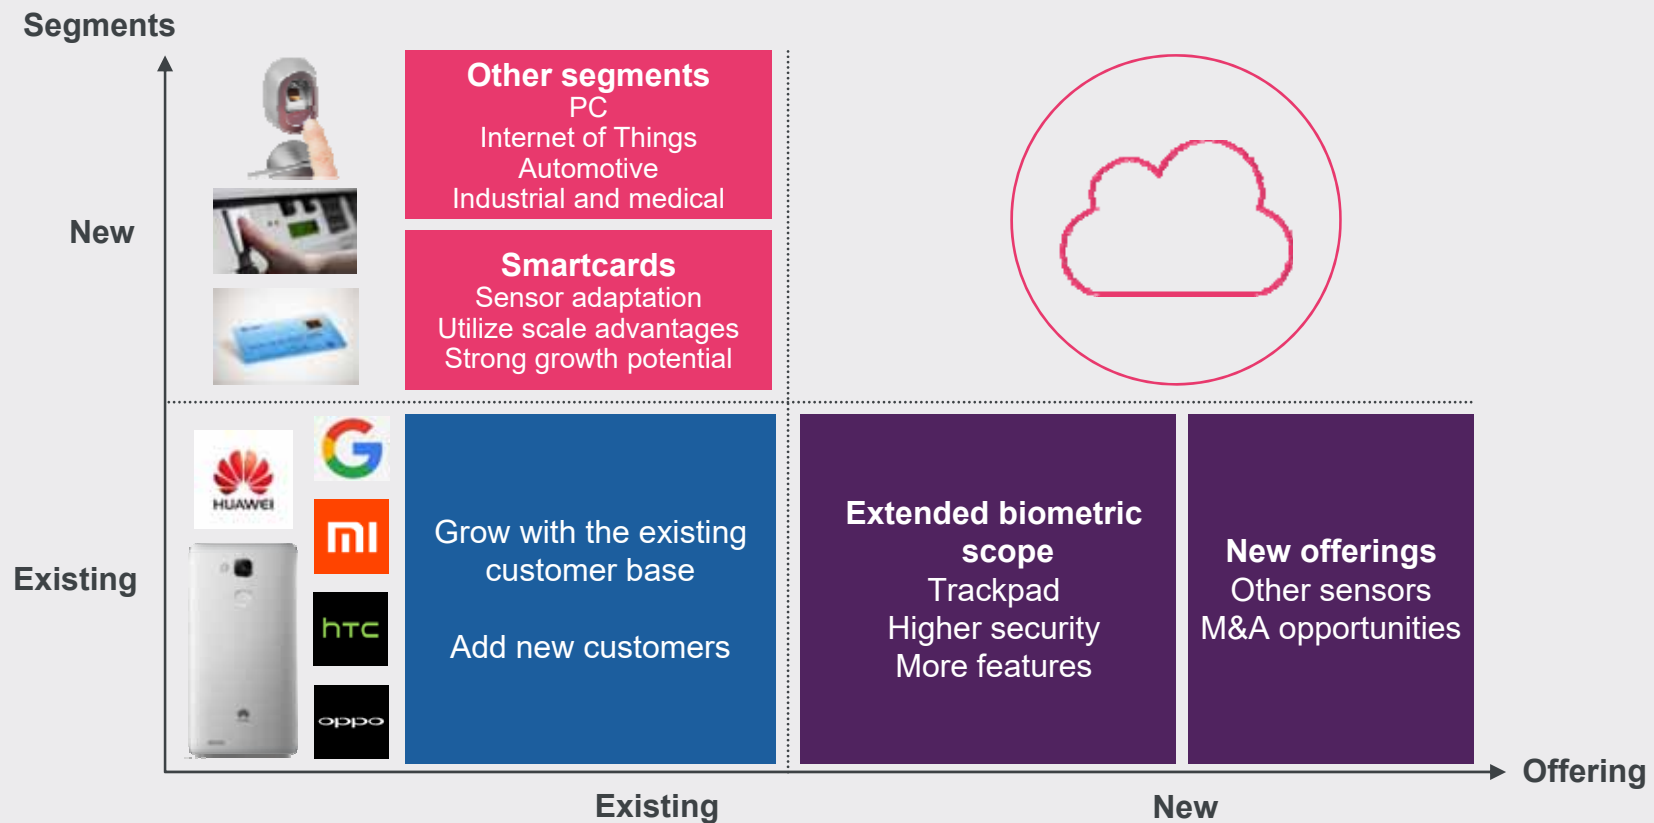 Segments
Other segments
PC
Internet of Things
Automotive
Industrial and medical
New
Smartcards
Sensor adaptation
Utilize scale advantages
Strong growth potential
HUAWEI
G
mi
hTC
oppo
Existing
Grow with the existing
customer base
Add new customers
Extended biometric
scope
Trackpad
Higher security
More features
New offerings
Other sensors
M&A opportunities
Offering
Existing
New